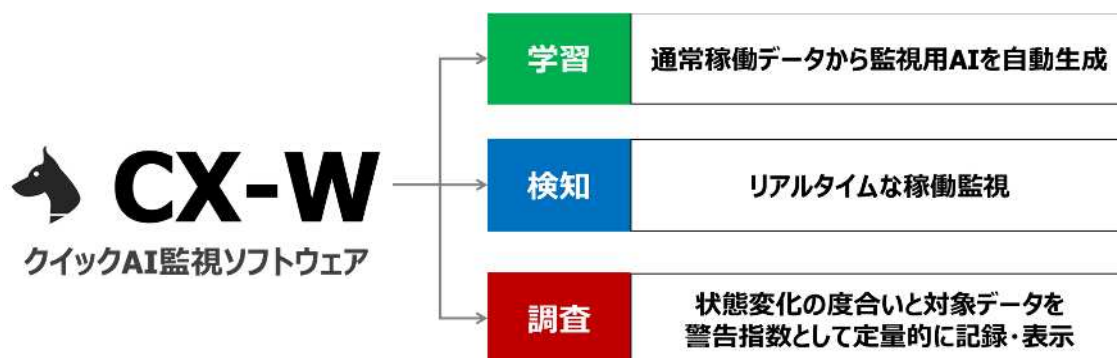 CX-W
クイックAI監視ソフトウェア
学習
通常稼働データから監視用AIを自動生成
検知
リアルタイムな稼働監視
調査
状態変化の度合いと対象データを
警告指数として定量的に記録・表示